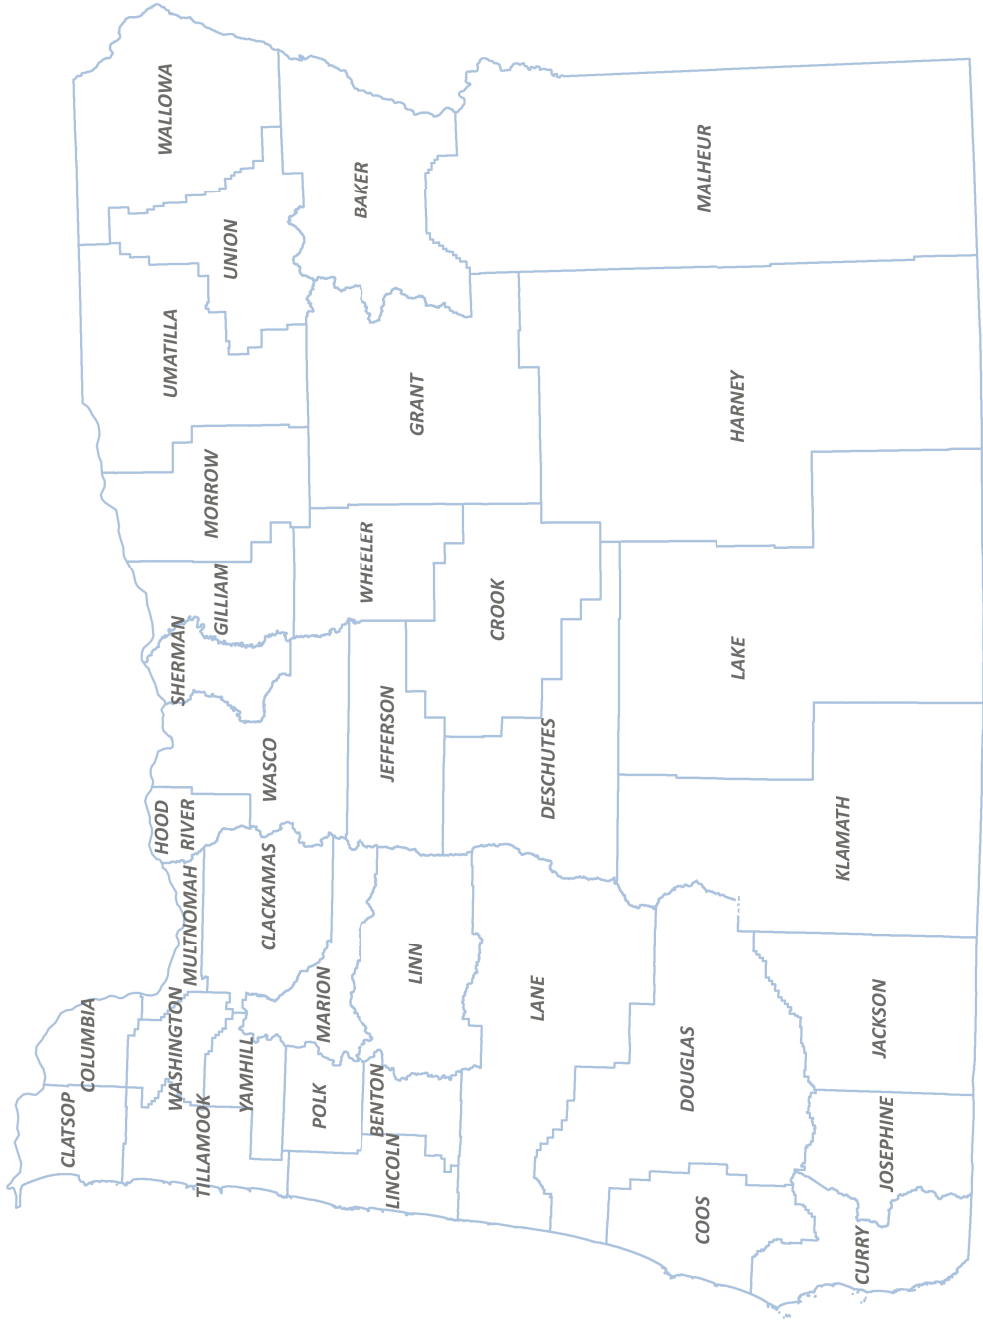 CLATSOP
COLUMBIA
TILLAMOOK
WASHINGTON
MULTNOMAH
HOOD
RIVER
SHERMAN
GILLIAM
MORROW
UMATILLA
UNION
WALLOWA
YAMHILL
CLACKAMAS
WASCO
POLK
MARION
LINCOLN
BENTON
LINN
JEFFERSON
WHEELER
GRANT
BAKER
LANE
DESCHUTES
CROOK
COOS
DOUGLAS
LAKE
HARNEY
MALHEUR
CURRY
JOSEPHINE
JACKSON
KLAMATH